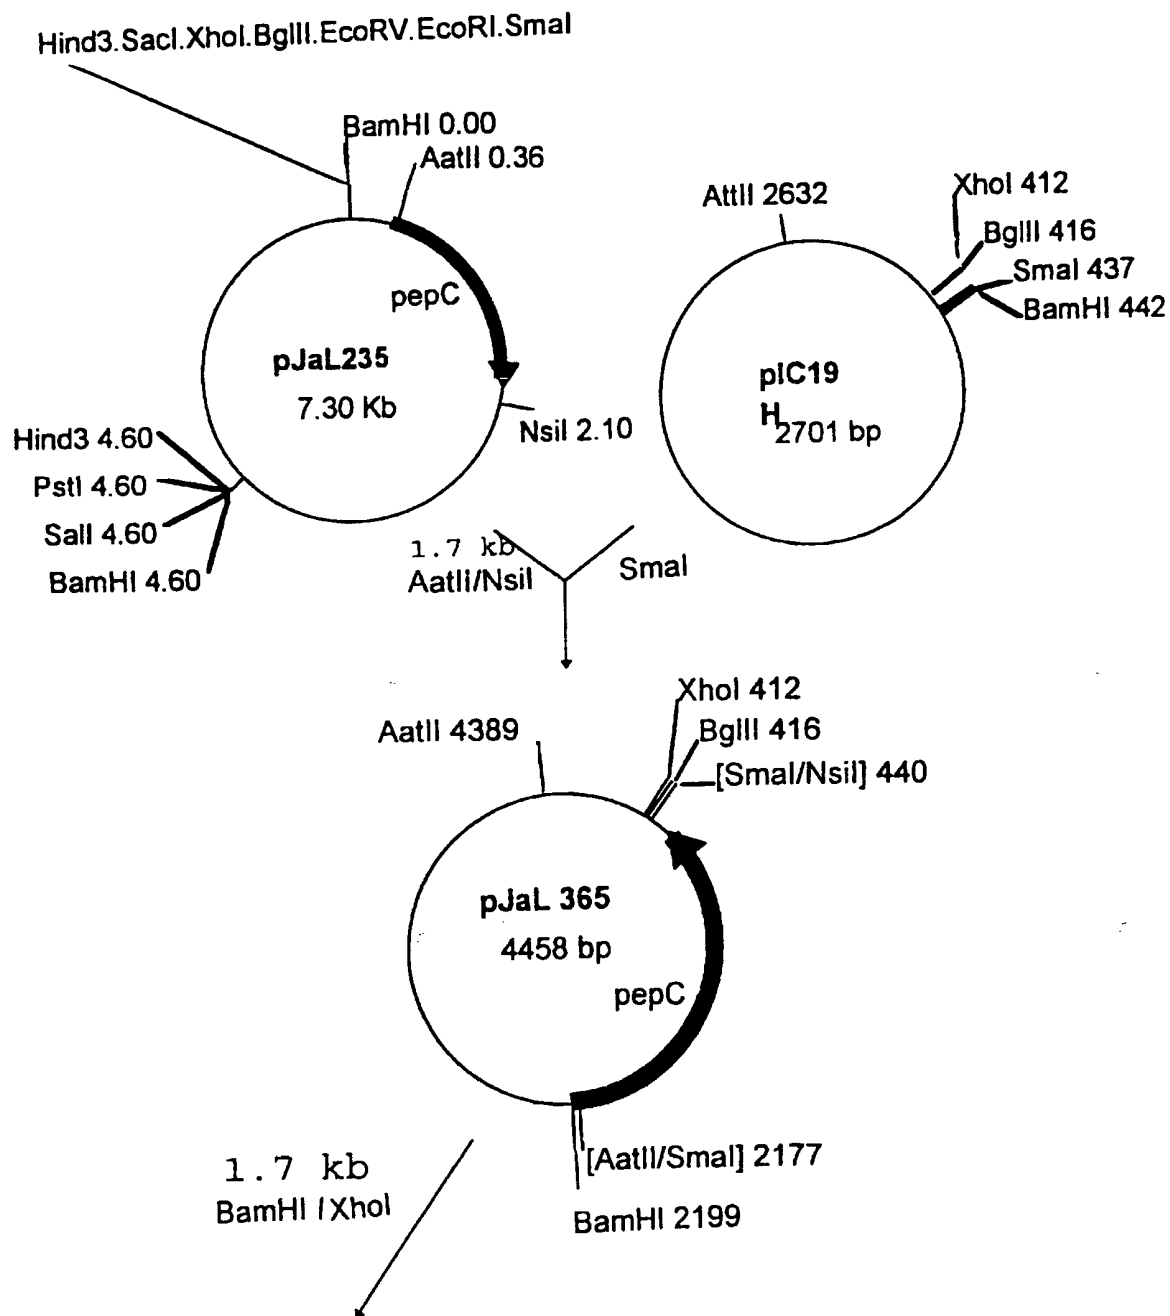 Hind3.SacI.XhoI.BglII.EcoRV.EcoRI.SmaI
BamHI 0.00
AatII 0.36
pepC
pJaL235
7.30 Kb
NsiI 2.10
Hind3 4.60
PstI 4.60
SalI 4.60
BamHI 4.60
AttII 2632
XhoI 412
BglII 416
SmaI 437
BamHI 442
pIC19
H
2701 bp
1.7 kb
AatII/NsiI
SmaI
AatII 4389
XhoI 412
BglII 416
[SmaI/NsiI] 440
pJaL 365
4458 bp
pepC
[AatII/SmaI] 2177
BamHI 2199
1.7 kb
BamHI / XhoI